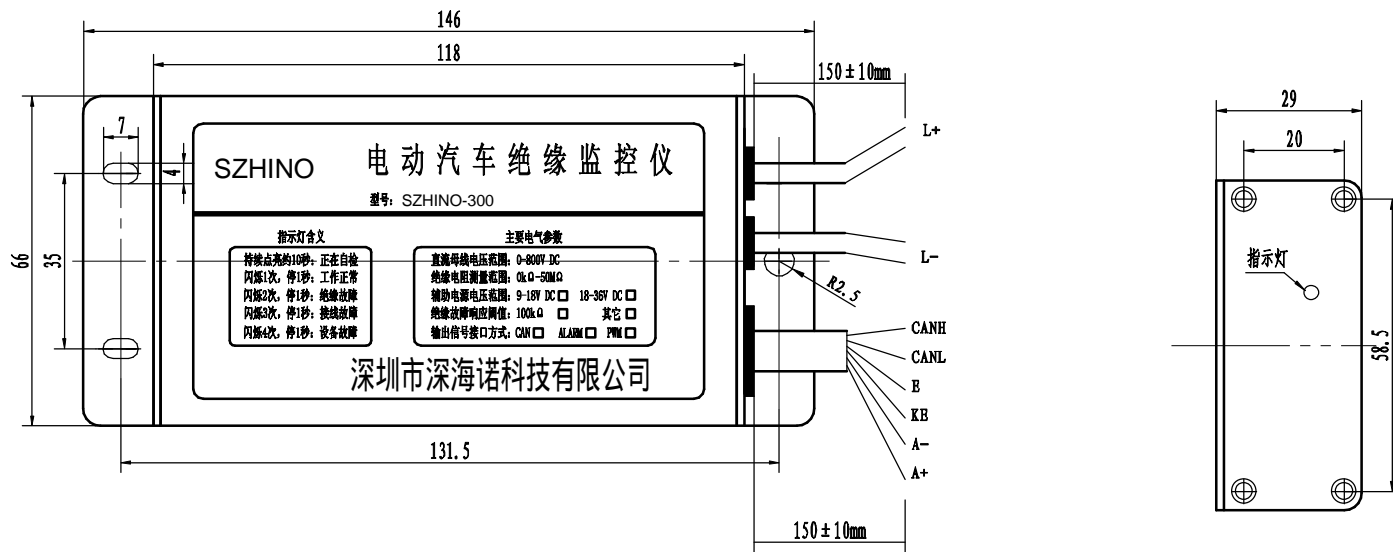 146
118
150±10mm
29
20
7
4
66
35
SZHINO
电动汽车绝缘监控仪
型号: SZHINO-300
指示灯含义
持续点亮约10秒: 正在自检
闪烁1次, 停1秒: 工作正常
闪烁2次, 停1秒: 绝缘故障
闪烁3次, 停1秒: 接线故障
闪烁4次, 停1秒: 设备故障
主要电气参数
直流母线电压范围: 0-800V DC
绝缘电阻测量范围: 0kΩ-50MΩ
辅助电源电压范围: 9-18V DC□ 18-36V DC□
绝缘故障响应阈值: 100kΩ □ 其它□
输出信号接口方式: CAN□ ALARM□ PWM□
深圳市深海诺科技有限公司
L+
L-
R2.5
CANH
CANL
E
KE
A-
A+
131.5
150±10mm
指示灯
58.5